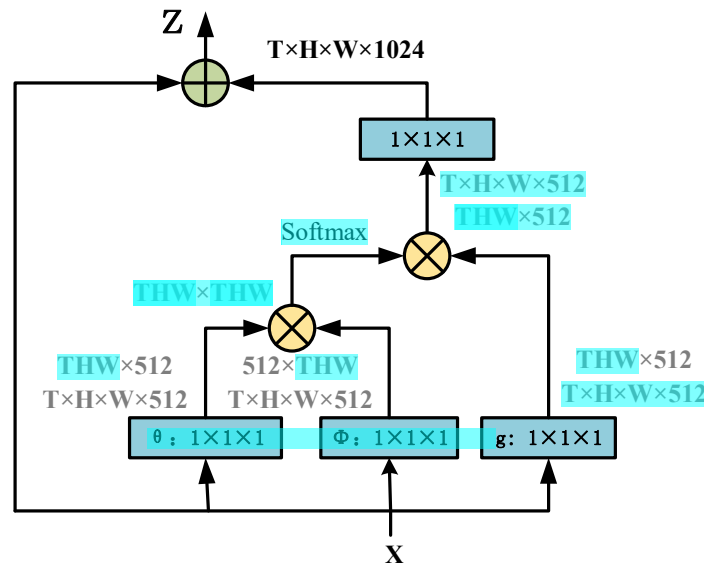 Z
T×H×W×1024
1×1×1
T×H×W×512
THW×512
Softmax
THW×THW
THW×512
512×THW
THW×512
T×H×W×512
T×H×W×512
T×H×W×512
θ: 1×1×1
Φ: 1×1×1
g: 1×1×1
X